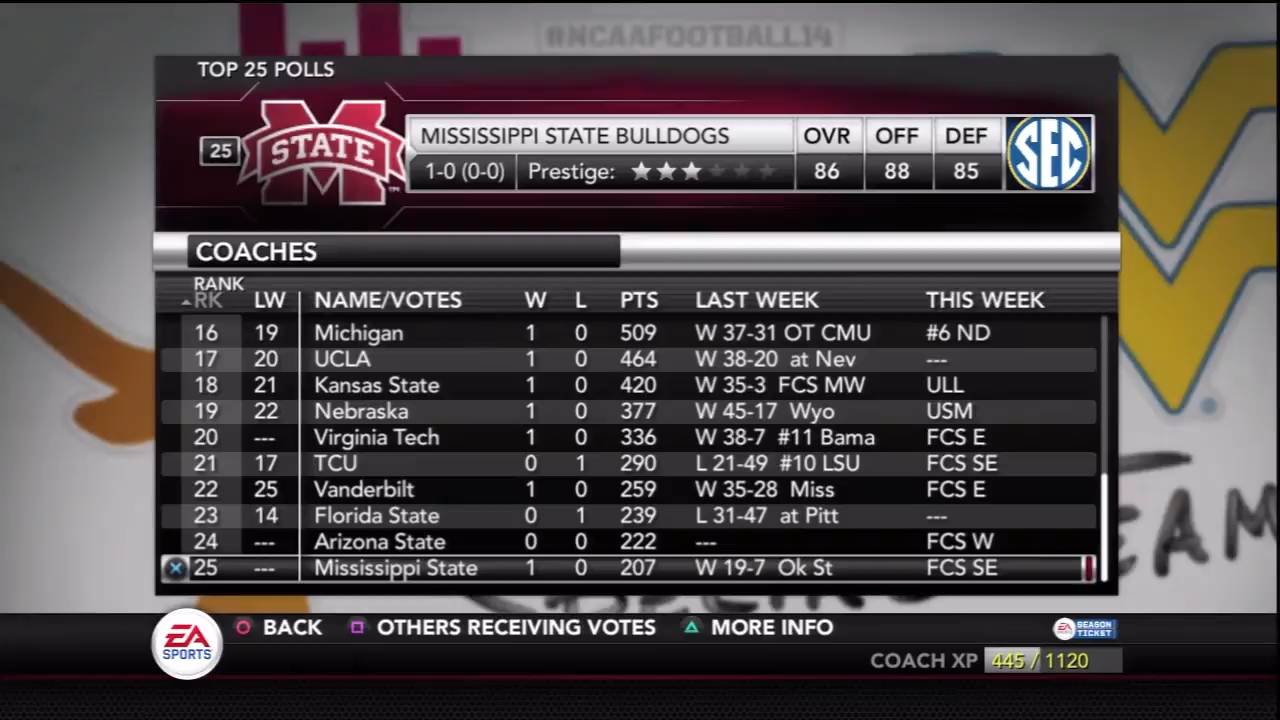 #NCAAFOOTBALL14
TOP 25 POLLS
25 STATE MISSISSIPPI STATE BULLDOGS OVR OFF DEF SEC
1-0 (0-0) Prestige: 86 88 85
COACHES
RANK
RK LW NAME/VOTES W L PTS LAST WEEK THIS WEEK
16 19 Michigan 1 0 509 W 37-31 OT CMU #6 ND
17 20 UCLA 1 0 464 W 38-20 at Nev ---
18 21 Kansas State 1 0 420 W 35-3 FCS MW ULL
19 22 Nebraska 1 0 377 W 45-17 Wyo USM
20 --- Virginia Tech 1 0 336 W 38-7 #11 Bama FCS E
21 17 TCU 0 1 290 L 21-49 #10 LSU FCS SE
22 25 Vanderbilt 1 0 259 W 35-28 Miss FCS E
23 14 Florida State 0 1 239 L 31-47 at Pitt ---
24 --- Arizona State 0 0 222 --- FCS W
25 --- Mississippi State 1 0 207 W 19-7 Ok St FCS SE
BACK OTHERS RECEIVING VOTES MORE INFO
EA SPORTS
EA SEASON TICKET
COACH XP 445 / 1120